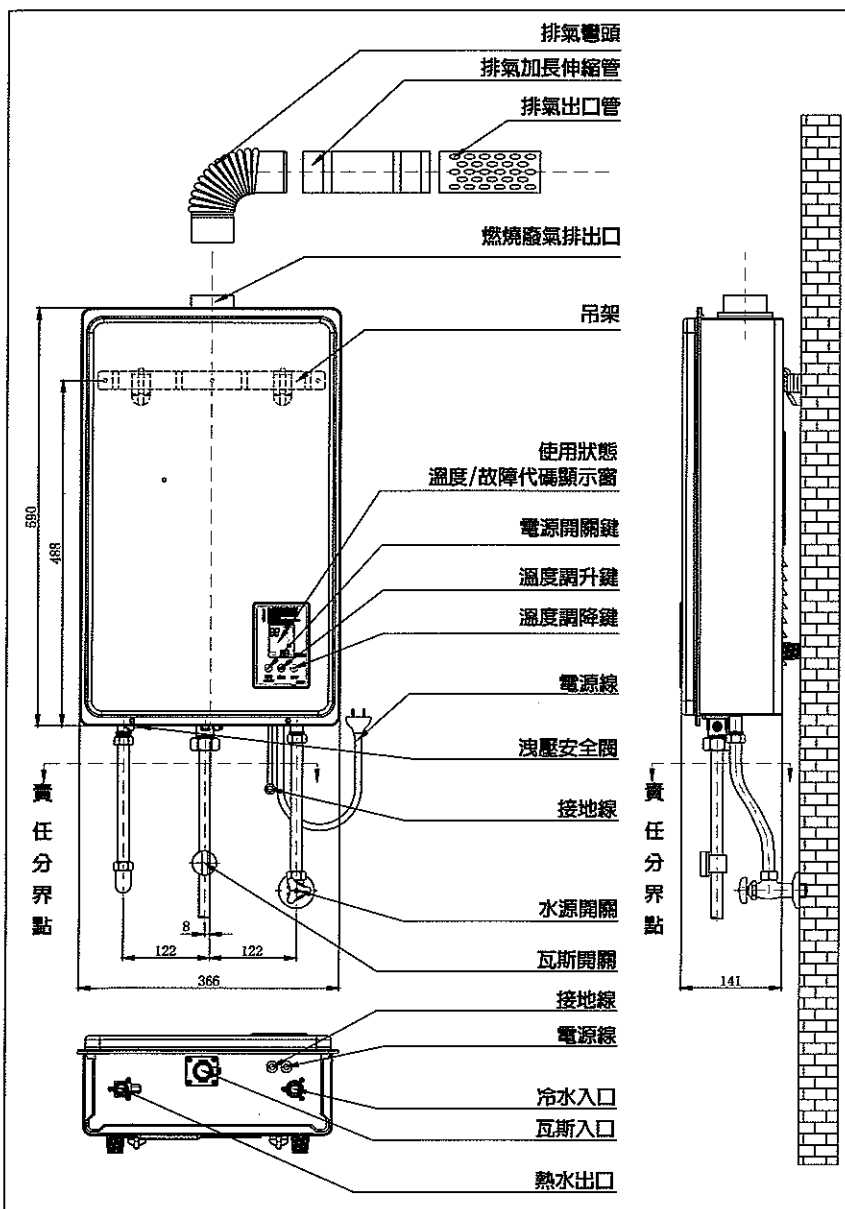 排氣彎頭
排氣加長伸縮管
排氣出口管
燃燒廢氣排出口
吊架
使用狀態
溫度/故障代碼顯示窗
電源開關鍵
溫度調升鍵
溫度調降鍵
電源線
洩壓安全閥
接地線
水源開關
瓦斯開關
接地線
電源線
冷水入口
瓦斯入口
熱水出口
590
488
責任分界點
8
122
122
366
責任分界點
141